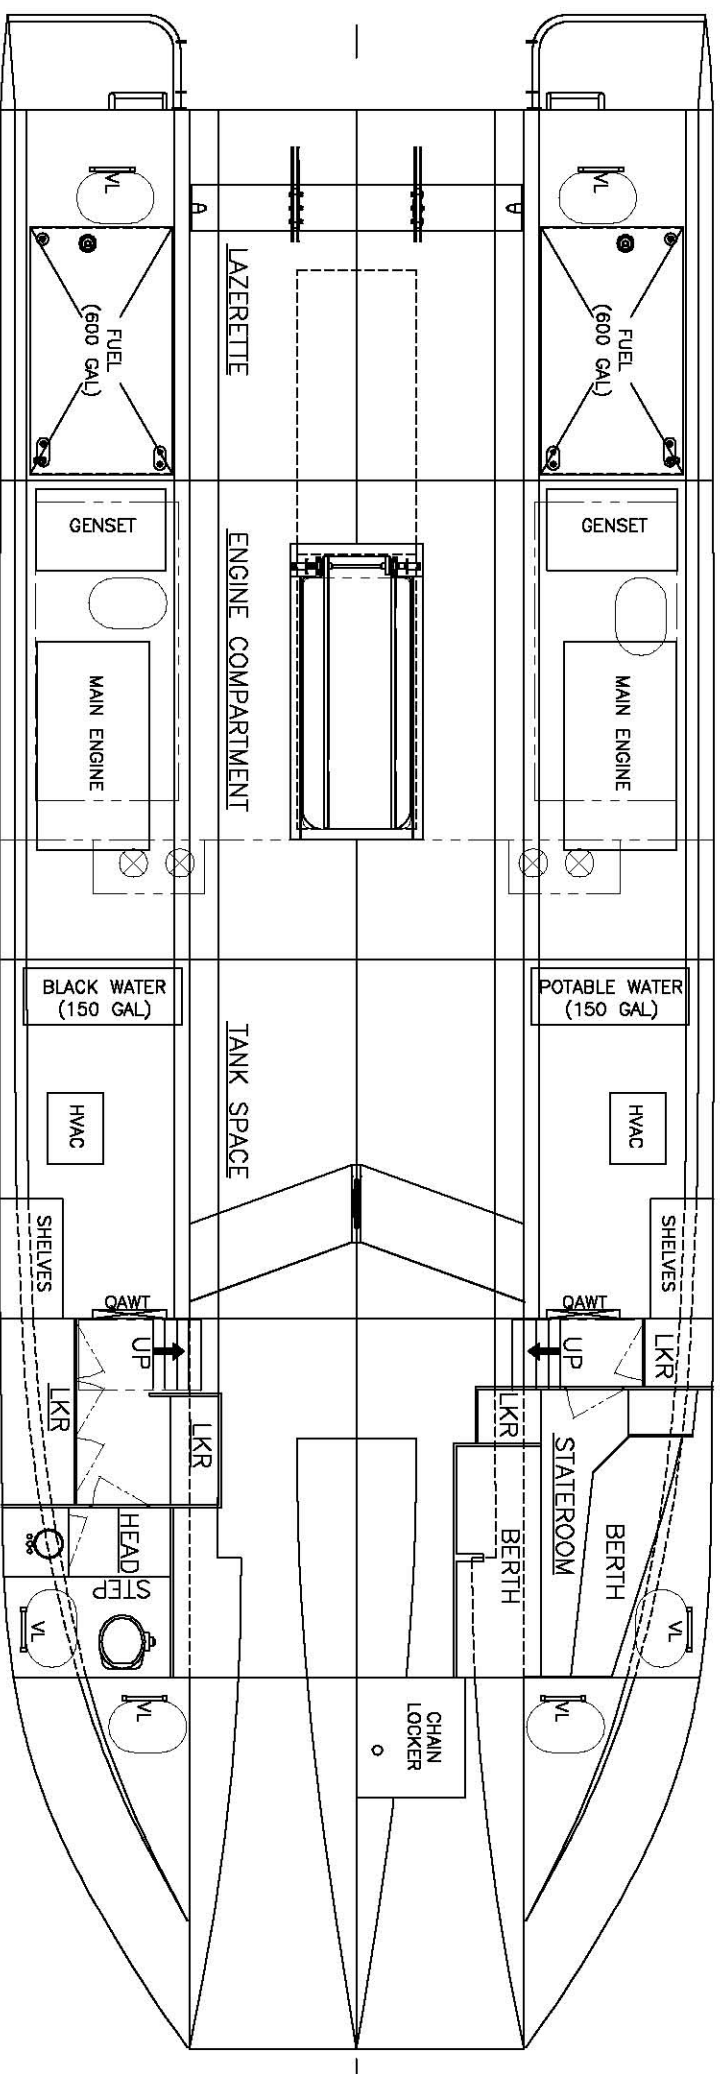 VL
VL
LAZERETTE
FUEL
(600 GAL)
FUEL
(600 GAL)
GENSET
GENSET
ENGINE COMPARTMENT
MAIN ENGINE
MAIN ENGINE
BLACK WATER
(150 GAL)
POTABLE WATER
(150 GAL)
TANK SPACE
HVAC
HVAC
SHELVES
SHELVES
QAWT
QAWT
UP
UP
LKR
LKR
LKR
LKR
STATEROOM
BERTH
BERTH
HEAD
STEP
VL
VL
VL
VL
CHAIN
LOCKER